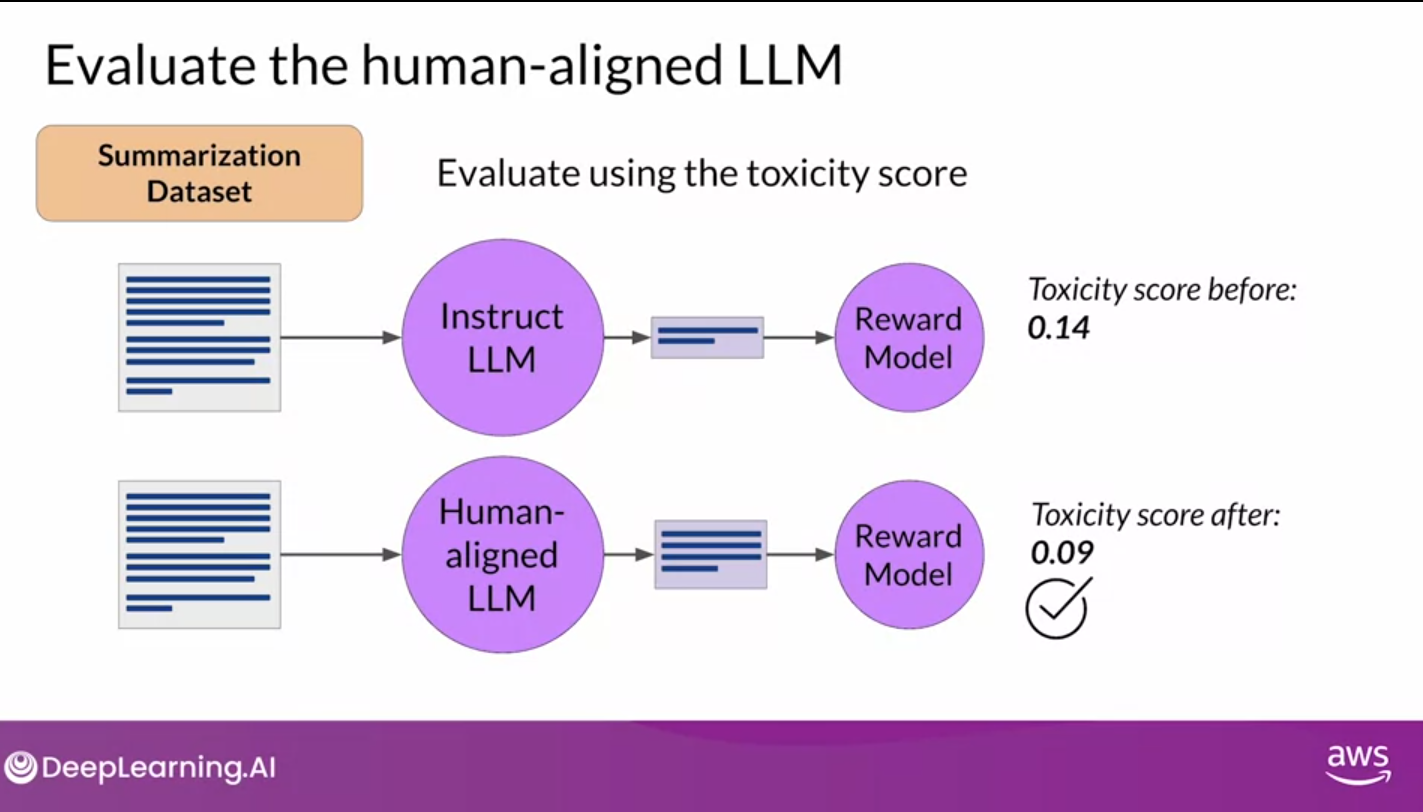 Evaluate the human-aligned LLM
Summarization
Dataset
Evaluate using the toxicity score
Instruct
LLM
Reward
Model
Toxicity score before:
0.14
Human-
aligned
LLM
Reward
Model
Toxicity score after:
0.09
DeepLearning.AI
aws